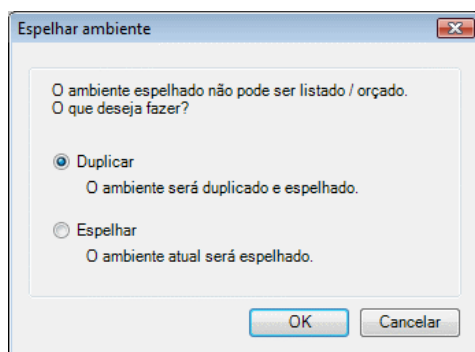 Espelhar ambiente
O ambiente espelhado não pode ser listado / orçado.
O que deseja fazer?
Duplicar
O ambiente será duplicado e espelhado.
Espelhar
O ambiente atual será espelhado.
OK
Cancelar